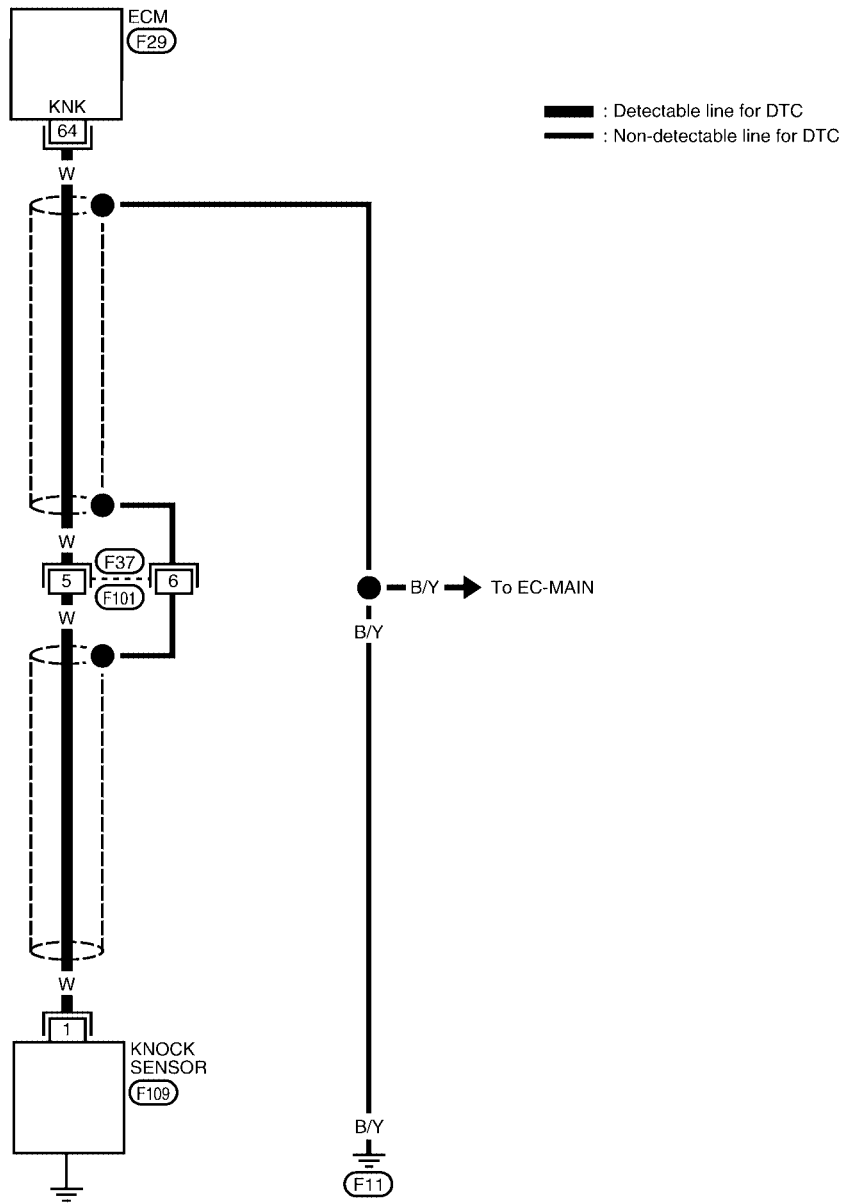 ECM
F29
KNK
64
: Detectable line for DTC
: Non-detectable line for DTC
W
W
F37
5
6
F101
B/Y
To EC-MAIN
W
B/Y
W
1
KNOCK
SENSOR
F109
B/Y
F11